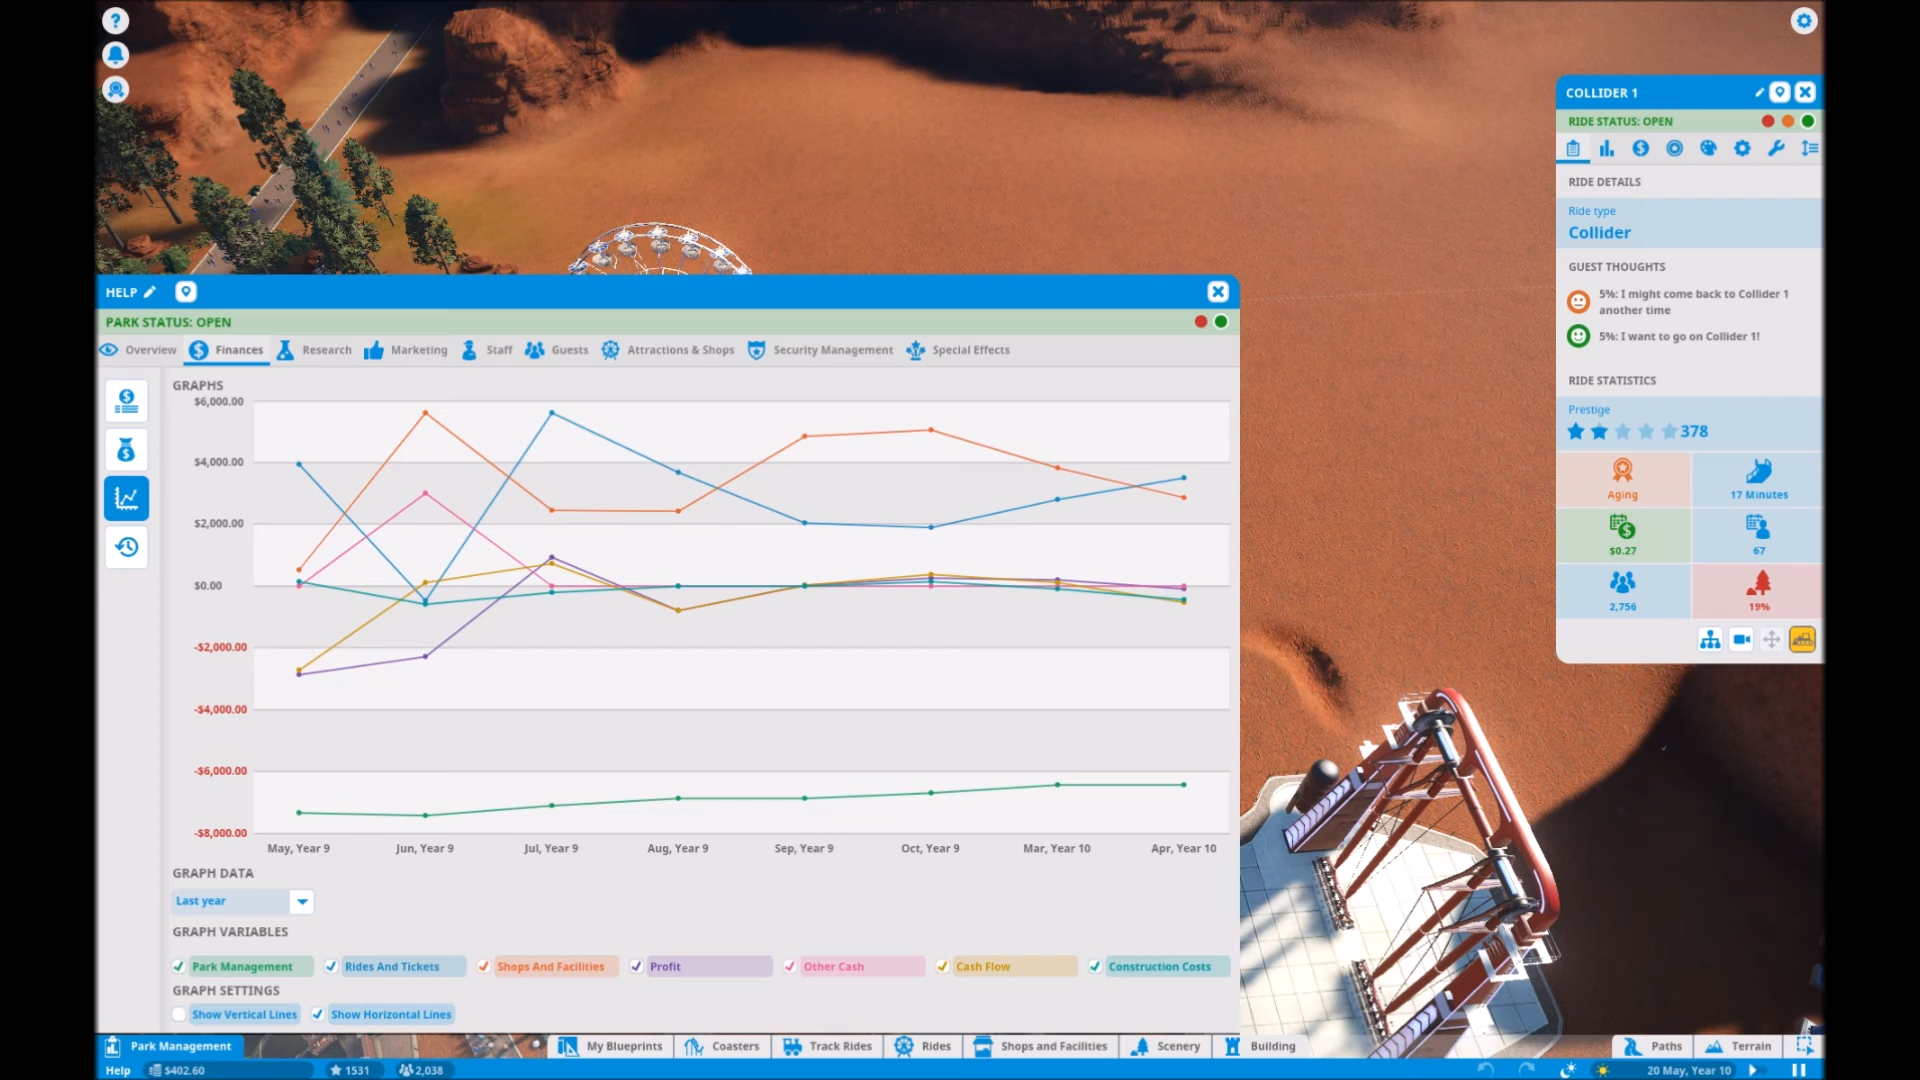 ?
COLLIDER 1
RIDE STATUS: OPEN
RIDE DETAILS
Ride type
Collider
GUEST THOUGHTS
5%: I might come back to Collider 1
another time
5%: I want to go on Collider 1!
RIDE STATISTICS
Prestige
378
Aging
17 Minutes
$0.27
67
2,756
19%
HELP
PARK STATUS: OPEN
Overview
Finances
Research
Marketing
Staff
Guests
Attractions & Shops
Security Management
Special Effects
GRAPHS
$6,000.00
$4,000.00
$2,000.00
$0.00
-$2,000.00
-$4,000.00
-$6,000.00
-$8,000.00
May, Year 9
Jun, Year 9
Jul, Year 9
Aug, Year 9
Sep, Year 9
Oct, Year 9
Mar, Year 10
Apr, Year 10
GRAPH DATA
Last year
GRAPH VARIABLES
Park Management
Rides And Tickets
Shops And Facilities
Profit
Other Cash
Cash Flow
Construction Costs
GRAPH SETTINGS
Show Vertical Lines
Show Horizontal Lines
Park Management
My Blueprints
Coasters
Track Rides
Rides
Shops and Facilities
Scenery
Building
Paths
Terrain
Help
$402.60
1531
2,038
20 May, Year 10